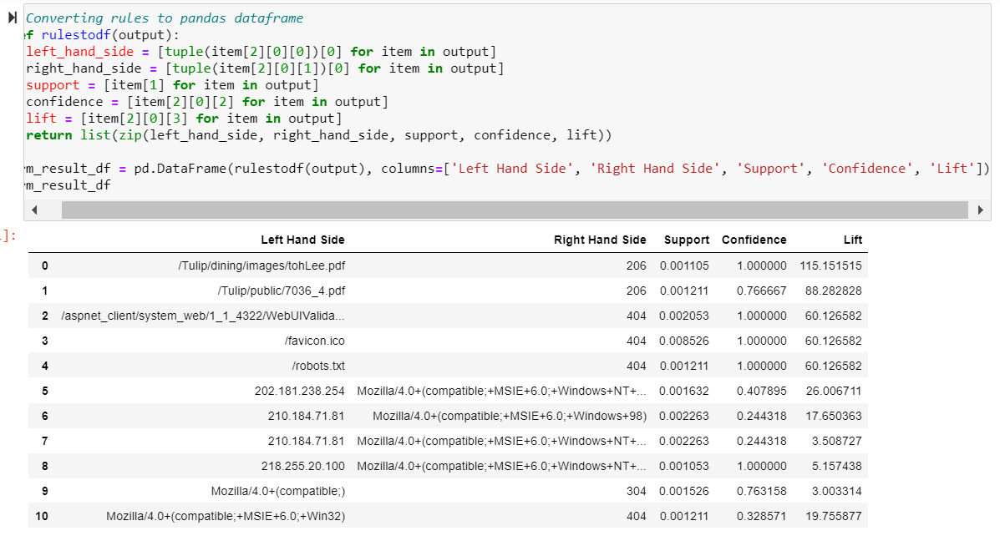 Converting rules to pandas dataframe
ef rulestodf(output):
left_hand_side = [tuple(item[2][0][0])[0] for item in output]
right_hand_side = [tuple(item[2][0][1])[0] for item in output]
support = [item[1] for item in output]
confidence = [item[2][0][2] for item in output]
lift = [item[2][0][3] for item in output]
return list(zip(left_hand_side, right_hand_side, support, confidence, lift))
rm_result_df = pd.DataFrame(rulestodf(output), columns=['Left Hand Side', 'Right Hand Side', 'Support', 'Confidence', 'Lift'])
rm_result_df
]:
Left Hand Side Right Hand Side Support Confidence Lift
0 /Tulip/dining/images/tohLee.pdf 206 0.001105 1.000000 115.151515
1 /Tulip/public/7036_4.pdf 206 0.001211 0.766667 88.282828
2 /aspnet_client/system_web/1_1_4322/WebUIValida... 404 0.002053 1.000000 60.126582
3 /favicon.ico 404 0.008526 1.000000 60.126582
4 /robots.txt 404 0.001211 1.000000 60.126582
5 202.181.238.254 Mozilla/4.0+(compatible;+MSIE+6.0;+Windows+NT+... 0.001632 0.407895 26.006711
6 210.184.71.81 Mozilla/4.0+(compatible;+MSIE+6.0;+Windows+98) 0.002263 0.244318 17.650363
7 210.184.71.81 Mozilla/4.0+(compatible;+MSIE+6.0;+Windows+NT+... 0.002263 0.244318 3.508727
8 218.255.20.100 Mozilla/4.0+(compatible;+MSIE+6.0;+Windows+NT+... 0.001053 1.000000 5.157438
9 Mozilla/4.0+(compatible;) 304 0.001526 0.763158 3.003314
10 Mozilla/4.0+(compatible;+MSIE+6.0;+Win32) 404 0.001211 0.328571 19.755877